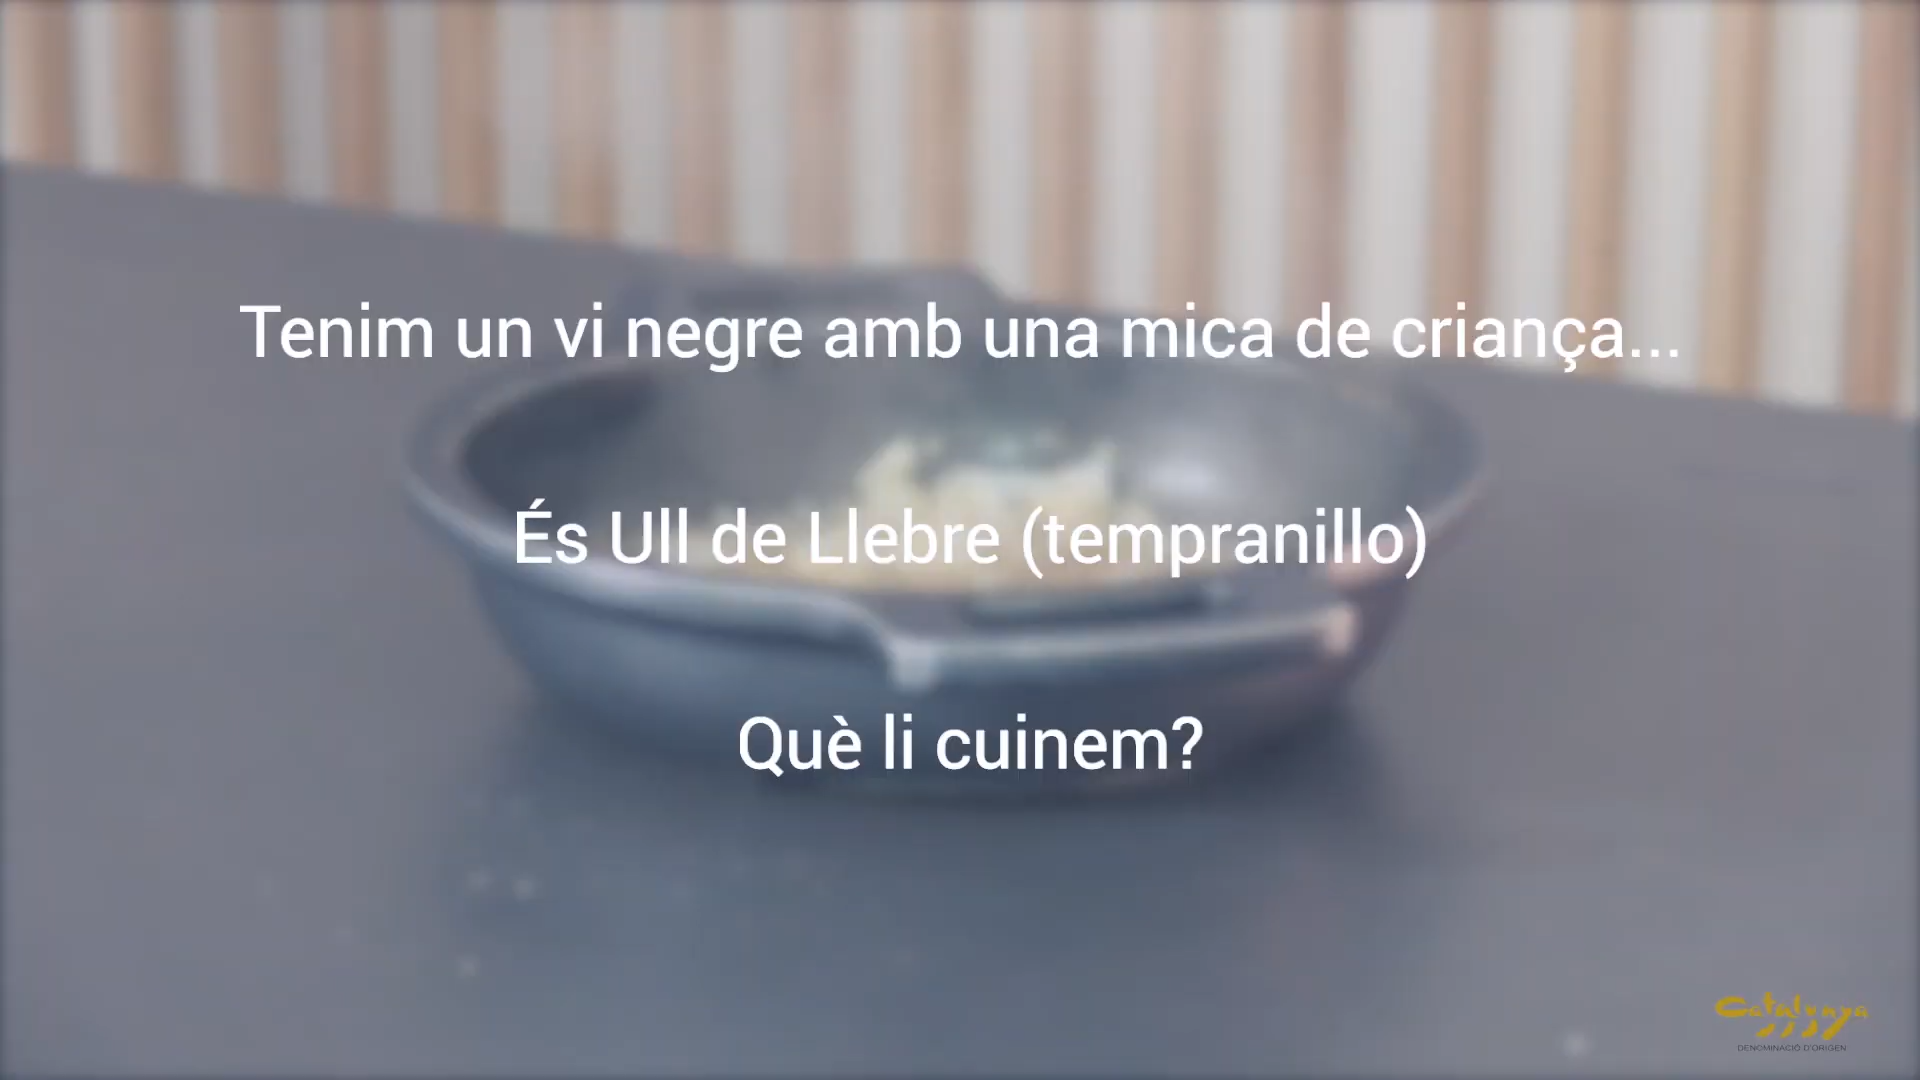 Tenim un vi negre amb una mica de criança...
És Ull de Llebre (tempranillo)
Què li cuinem?
Catalunya
DENOMINACIÓ D'ORIGEN